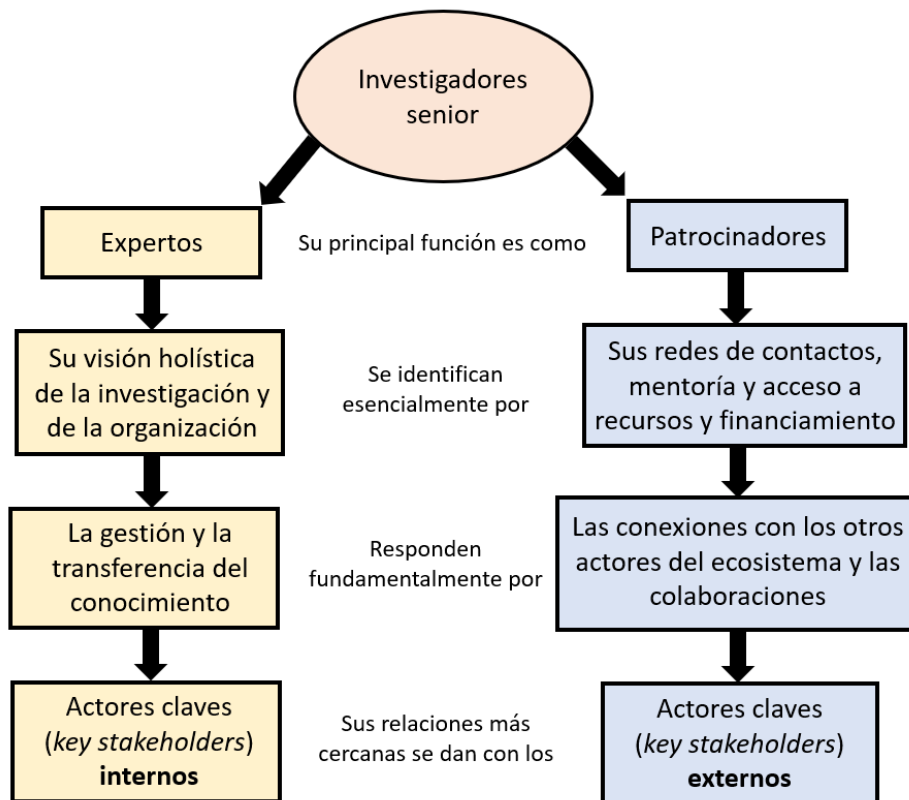 Investigadores
senior
Expertos
Su principal función es como
Patrocinadores
Su visión holística
de la investigación y
de la organización
Se identifican
esencialmente por
Sus redes de contactos,
mentoría y acceso a
recursos y financiamiento
La gestión y la
transferencia del
conocimiento
Responden
fundamentalmente por
Las conexiones con los otros
actores del ecosistema y las
colaboraciones
Actores claves
(key stakeholders)
internos
Sus relaciones más
cercanas se dan con los
Actores claves
(key stakeholders)
externos